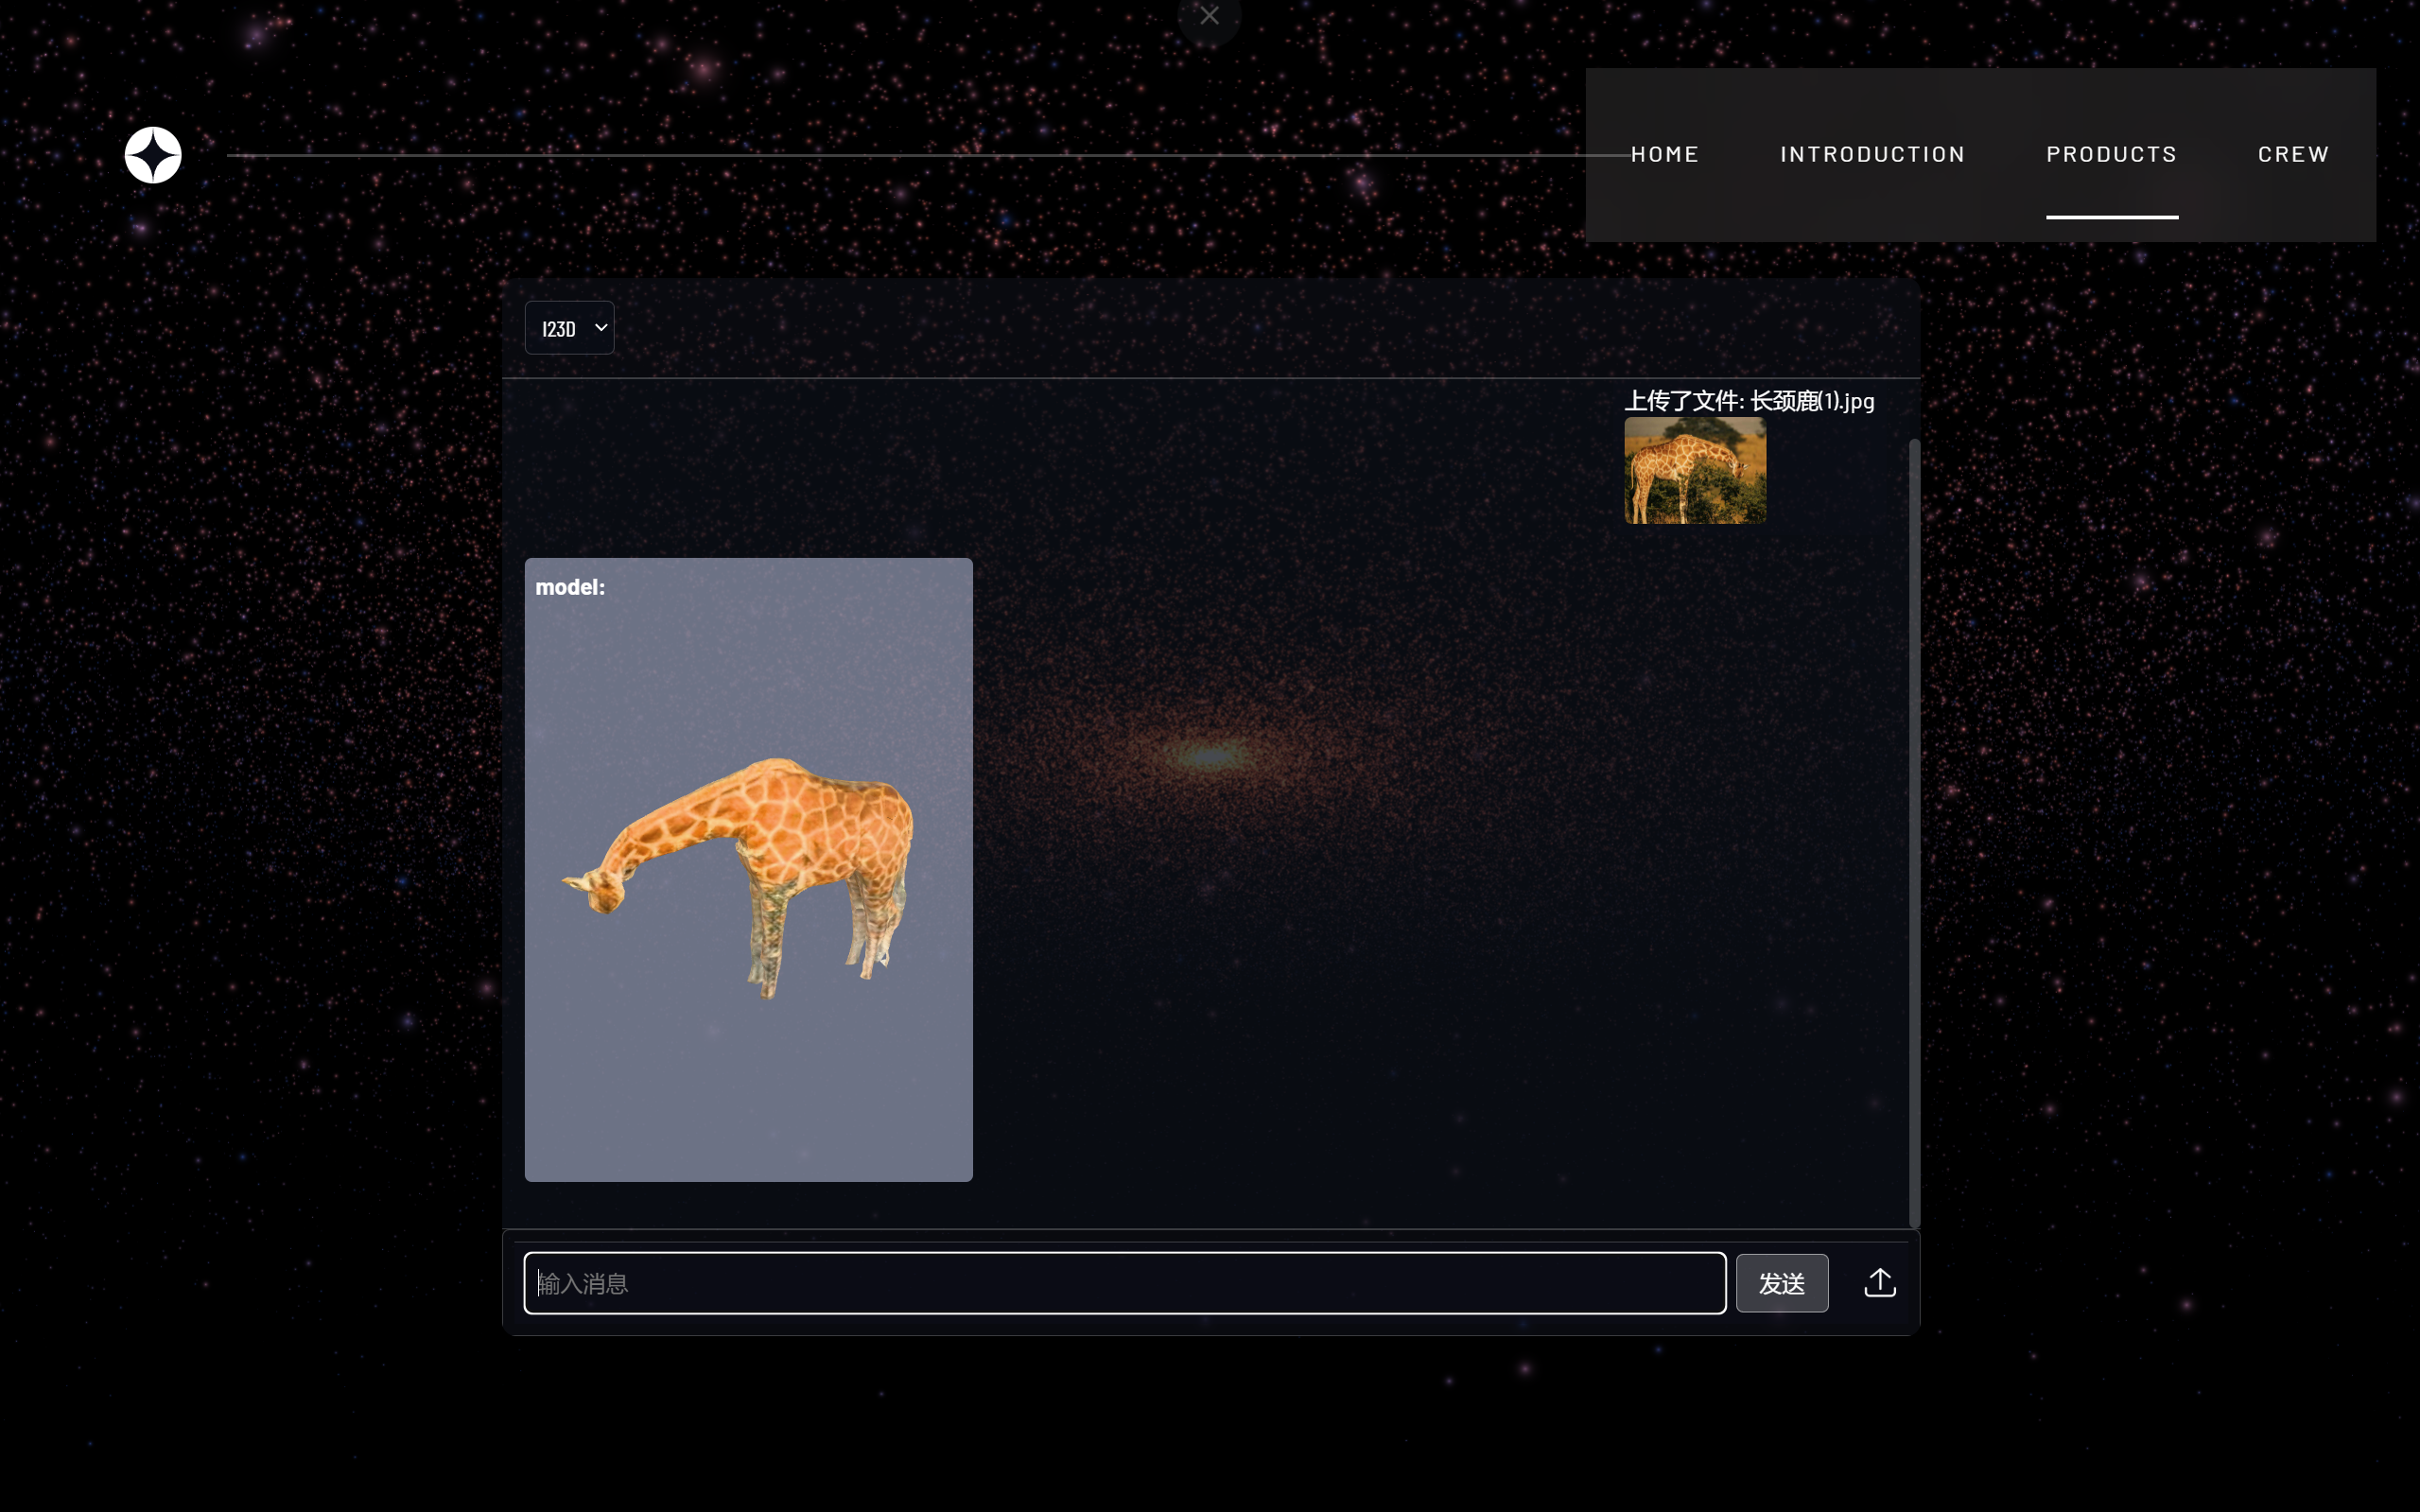 HOME
INTRODUCTION
PRODUCTS
CREW
I23D
上传了文件: 长颈鹿(1).jpg
model:
输入消息
发送